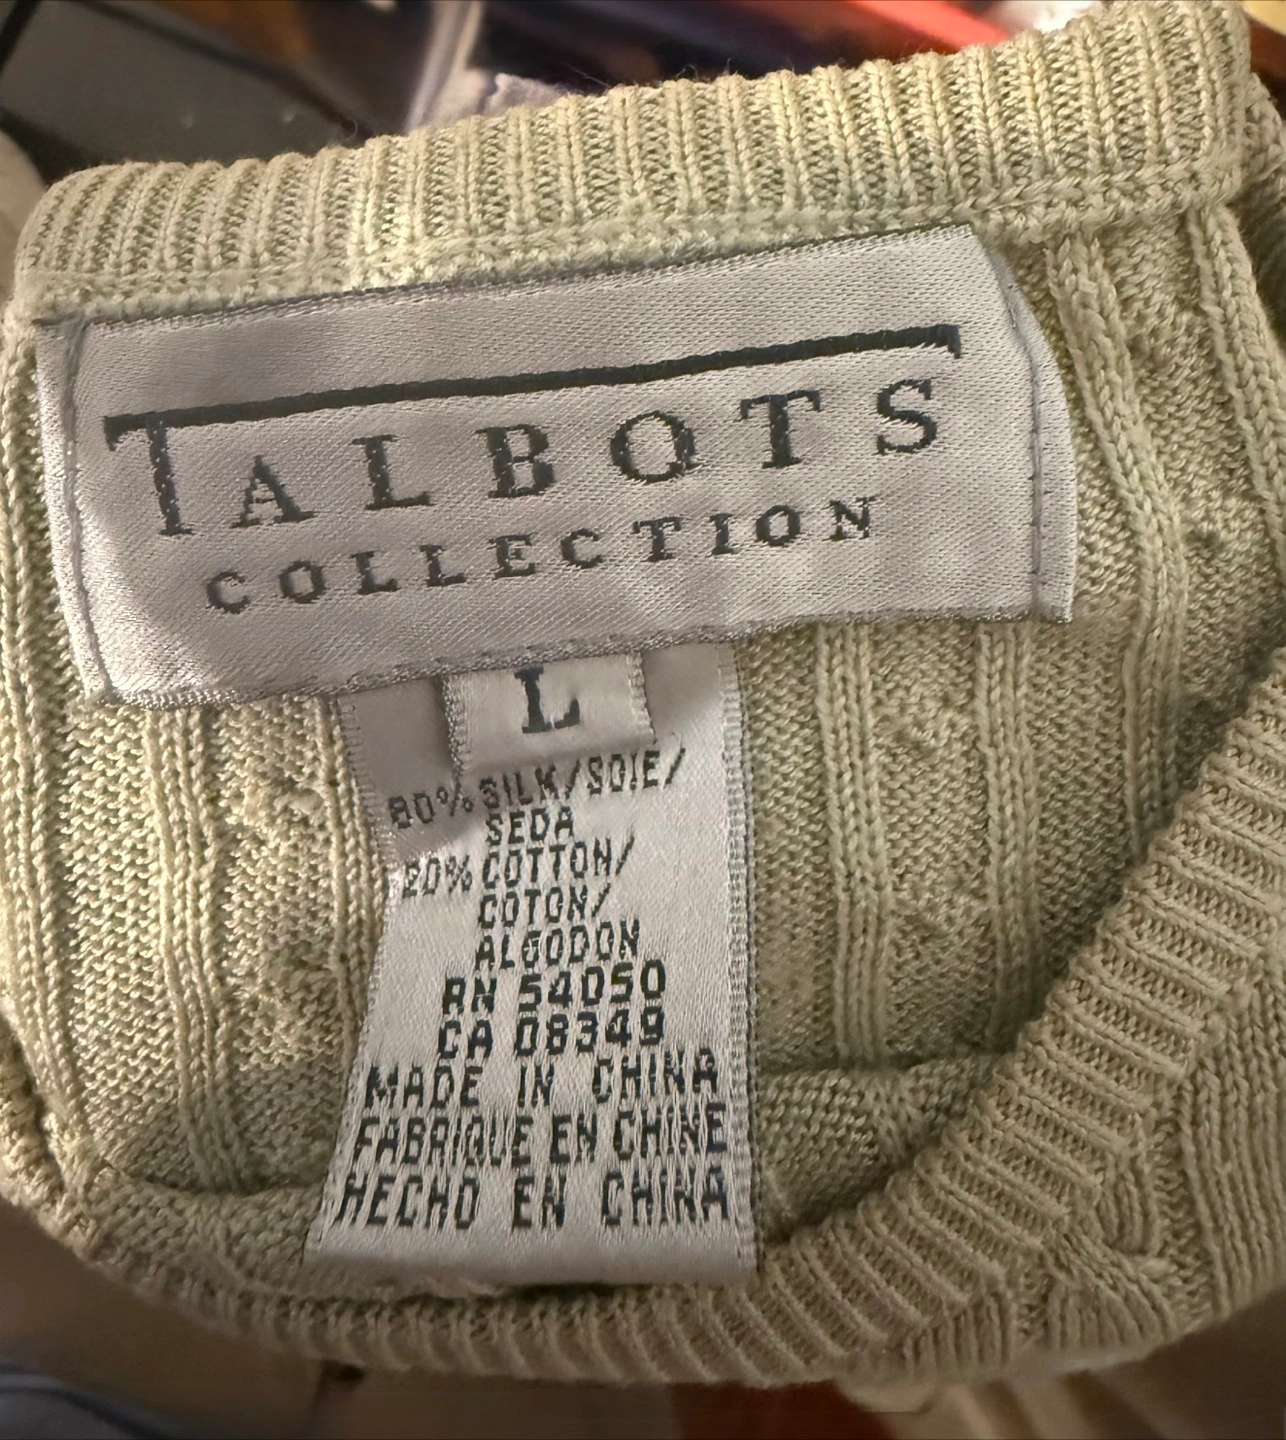 TALBOTS
COLLECTION
L
80% SILK/SOIE/
SEDA
20% COTTON/
COTON/
ALGODON
RN 54050
CA 08349
MADE IN CHINA
FABRIQUE EN CHINE
HECHO EN CHINA